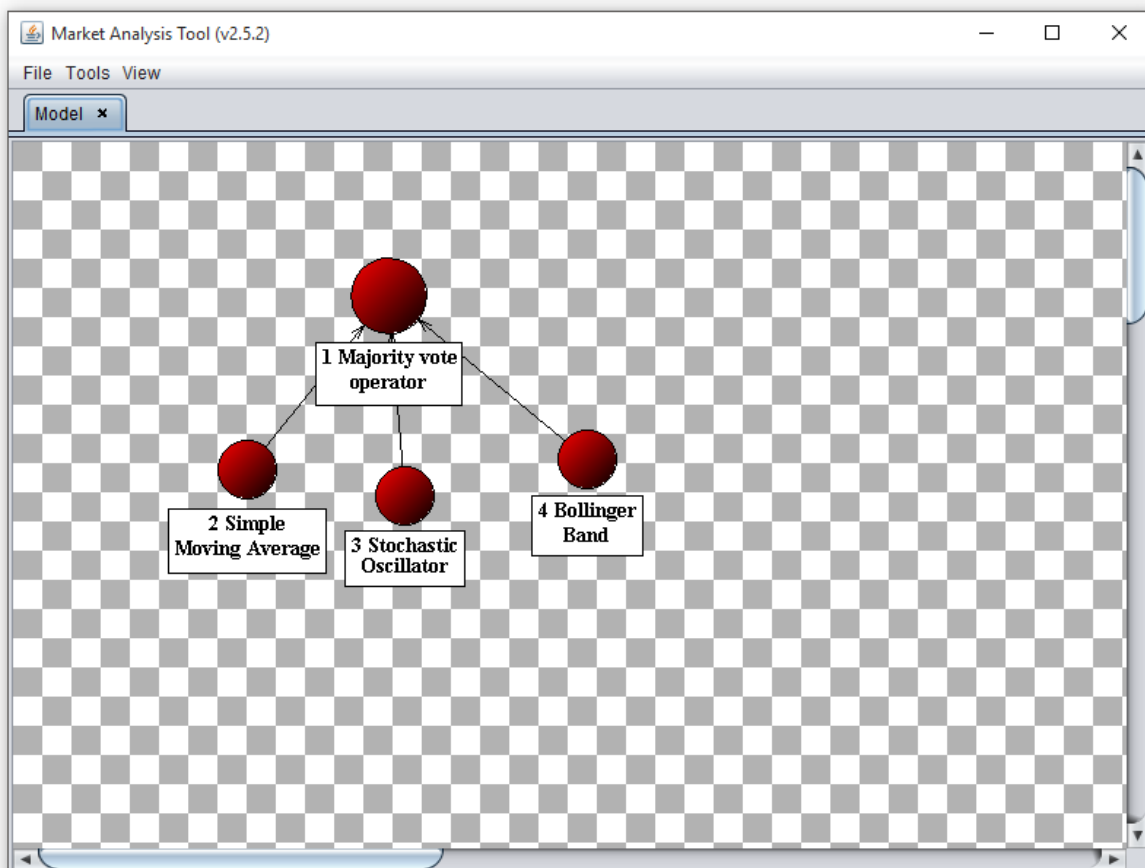 Market Analysis Tool (v2.5.2)
File Tools View
Model
1 Majority vote
operator
2 Simple
Moving Average
3 Stochastic
Oscillator
4 Bollinger
Band